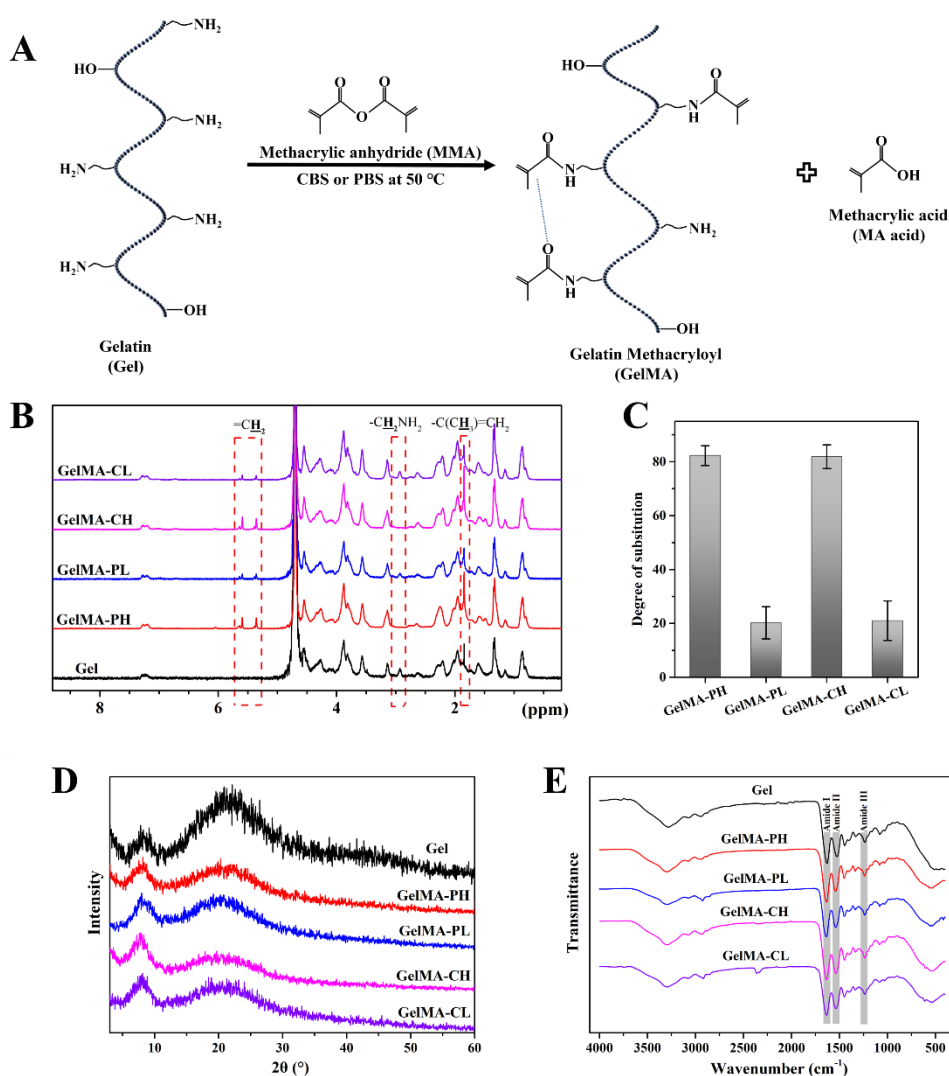 A
NH2
HO
NH2
H2N
NH2
H2N
OH
Gelatin
(Gel)
O O
O
Methacrylic anhydride (MMA)
CBS or PBS at 50 °C
HO
O
N
H
O
N
H
NH2
O
N
H
OH
Gelatin Methacryloyl
(GelMA)
O
OH
Methacrylic acid
(MA acid)
B
=CH2
-CH2NH2
-C(CH3)=CH2
GelMA-CL
GelMA-CH
GelMA-PL
GelMA-PH
Gel
8 6 4 2 (ppm)
C
Degree of subsitution
80
60
40
20
0
GelMA-PH
GelMA-PL
GelMA-CH
GelMA-CL
D
Intensity
Gel
GelMA-PH
GelMA-PL
GelMA-CH
GelMA-CL
10 20 30 40 50 60
2θ (°)
E
Transmittance
Gel
GelMA-PH
GelMA-PL
GelMA-CH
GelMA-CL
Amide I
Amide II
Amide III
4000 3500 3000 2500 2000 1500 1000 500
Wavenumber (cm-1)